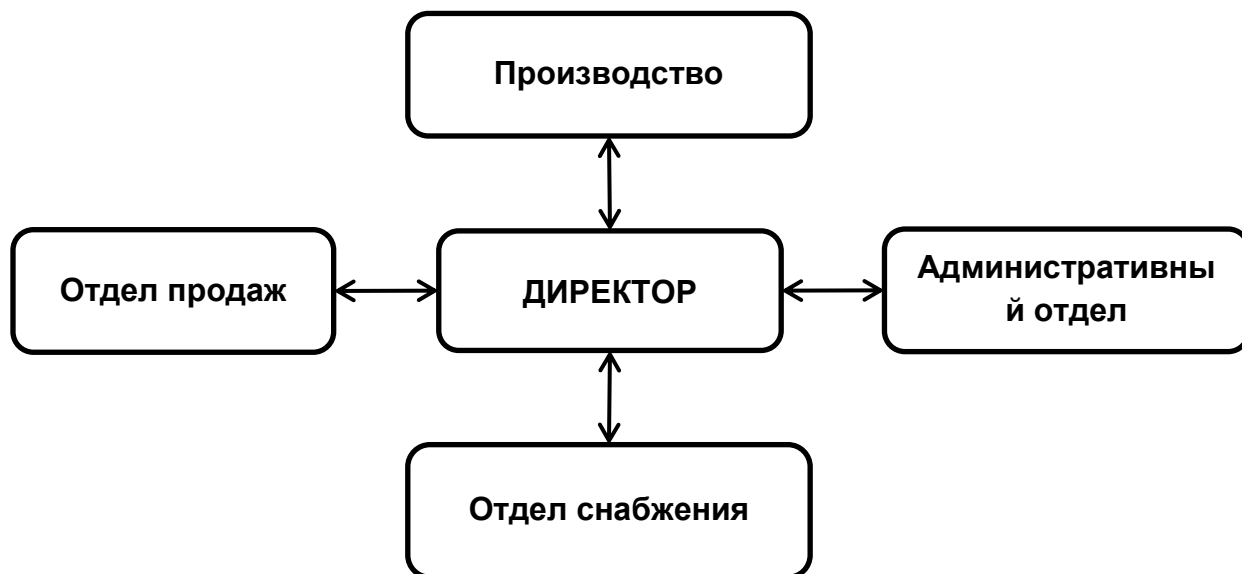 Производство
Отдел продаж
ДИРЕКТОР
Административны
й отдел
Отдел снабжения